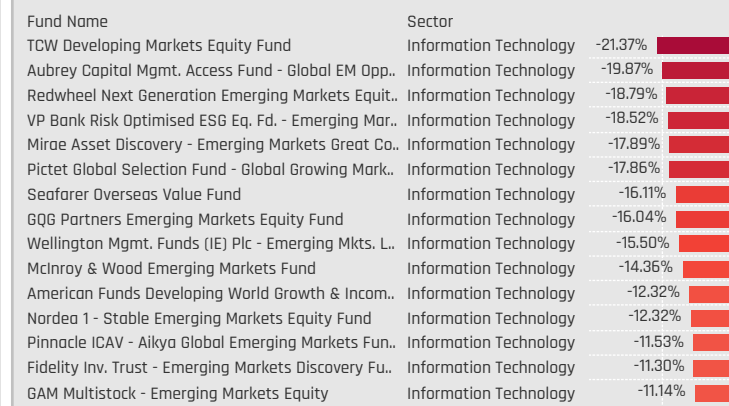 Fund Name Sector
TCW Developing Markets Equity Fund Information Technology -21.37%
Aubrey Capital Mgmt. Access Fund - Global EM Opp.. Information Technology -19.87%
Redwheel Next Generation Emerging Markets Equit.. Information Technology -18.79%
VP Bank Risk Optimised ESG Eq. Fd. - Emerging Mar.. Information Technology -18.52%
Mirae Asset Discovery - Emerging Markets Great Co.. Information Technology -17.89%
Pictet Global Selection Fund - Global Growing Mark.. Information Technology -17.86%
Seafarer Overseas Value Fund Information Technology -16.11%
GQG Partners Emerging Markets Equity Fund Information Technology -16.04%
Wellington Mgmt. Funds (IE) Plc - Emerging Mkts. L.. Information Technology -15.50%
McInroy & Wood Emerging Markets Fund Information Technology -14.36%
American Funds Developing World Growth & Incom.. Information Technology -12.32%
Nordea 1 - Stable Emerging Markets Equity Fund Information Technology -12.32%
Pinnacle ICAV - Aikya Global Emerging Markets Fun.. Information Technology -11.53%
Fidelity Inv. Trust - Emerging Markets Discovery Fu.. Information Technology -11.30%
GAM Multistock - Emerging Markets Equity Information Technology -11.14%